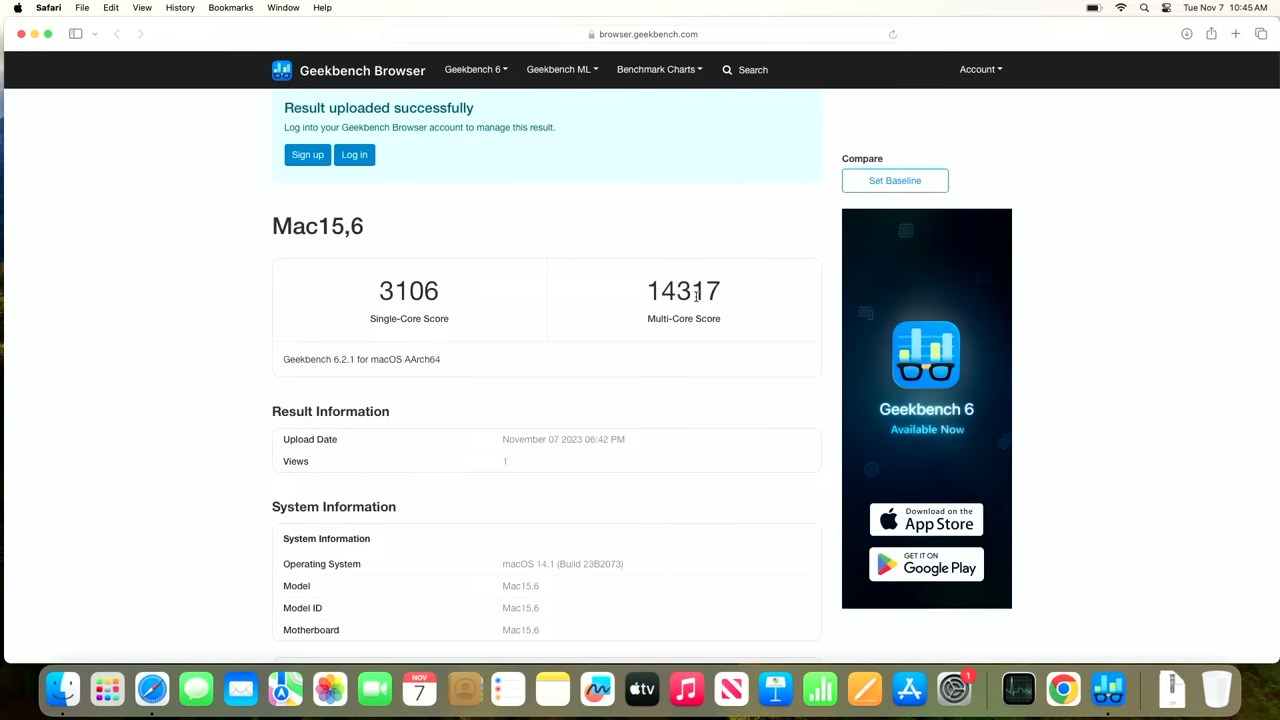 Safari File Edit View History Bookmarks Window Help Tue Nov 7 10:45 AM
browser.geekbench.com
Geekbench Browser Geekbench 6 Geekbench ML Benchmark Charts Search Account
Result uploaded successfully
Log into your Geekbench Browser account to manage this result.
Sign up Log in
Compare
Set Baseline
Mac15,6
3106 14317
Single-Core Score Multi-Core Score
Geekbench 6.2.1 for macOS AArch64
Result Information
Upload Date November 07 2023 06:42 PM
Views 1
System Information
System Information
Operating System macOS 14.1 (Build 23B2073)
Model Mac15,6
Model ID Mac15,6
Motherboard Mac15,6
Geekbench 6
Available Now
Download on the
App Store
GET IT ON
Google Play
NOV
7
tv
1